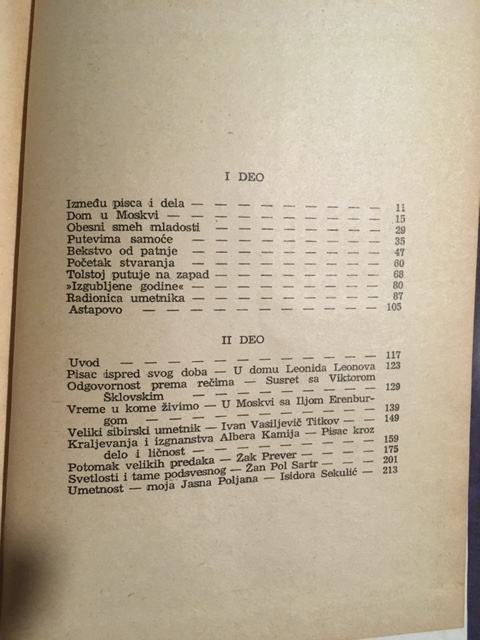 I DEO
Između pisca i dela — — — — — — — — 11
Dom u Moskvi — — — — — — — — — 15
Obesni smeh mladosti — — — — — — — 29
Putevima samoće — — — — — — — — 35
Bekstvo od patnje — — — — — — — — 47
Početak stvaranja — — — — — — — — 60
Tolstoj putuje na zapad — — — — — — — 68
»Izgubljene godine« — — — — — — — — 80
Radionica umetnika — — — — — — — — 87
Astapovo — — — — — — — — — — 105
II DEO
Uvod — — — — — — — — — — — 117
Pisac ispred svog doba — U domu Leonida Leonova 123
Odgovornost prema rečima — Susret sa Viktorom
Šklovskim — — — — — — — — — 129
Vreme u kome živimo — U Moskvi sa Iljom Erenbur-
gom — — — — — — — — — — 139
Veliki sibirski umetnik — Ivan Vasiljevič Titkov — — 149
Kraljevanja i izgnanstva Albera Kamija — Pisac kroz
delo i ličnost — — — — — — — — 159
Potomak velikih predaka — Žak Prever — — — — 175
Svetlosti i tame podsvesnog — Žan Pol Sartr — — — 201
Umetnost — moja Jasna Poljana — Isidora Sekulić — 213